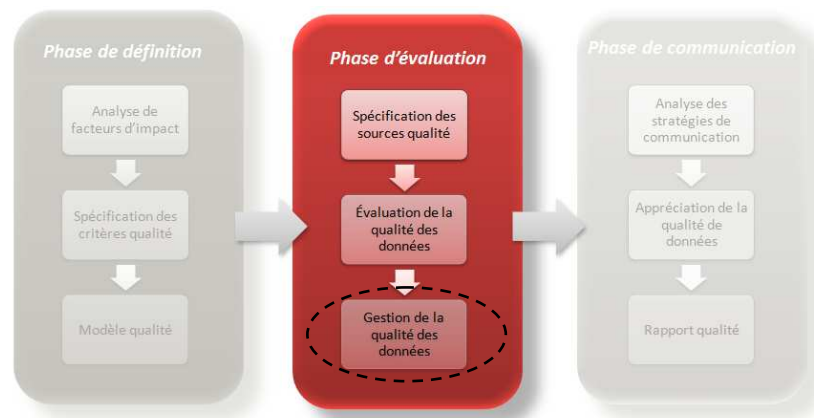 Phase de définition
Analyse de
facteurs d'impact
Spécification des
critères qualité
Modèle qualité
Phase d'évaluation
Spécification des
sources qualité
Évaluation de la
qualité des
données
Gestion de la
qualité des
données
Phase de communication
Analyse des
stratégies de
communication
Appréciation de la
qualité de
données
Rapport qualité